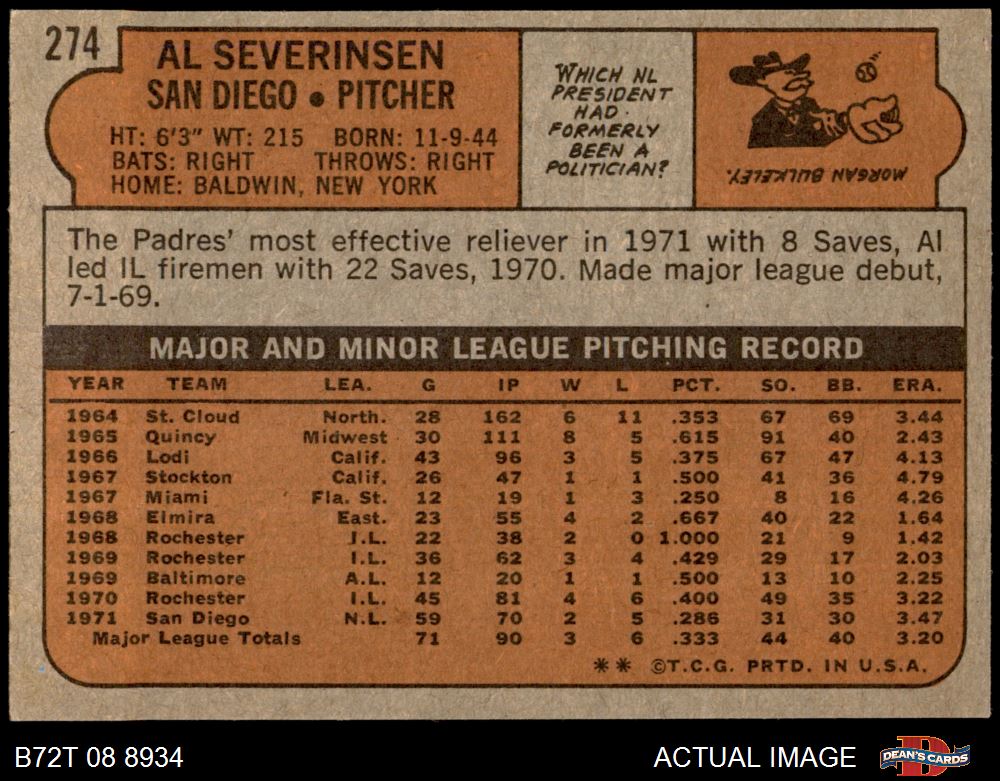 274
AL SEVERINSEN
SAN DIEGO • PITCHER
HT: 6'3" WT: 215 BORN: 11-9-44
BATS: RIGHT THROWS: RIGHT
HOME: BALDWIN, NEW YORK
WHICH NL
PRESIDENT
HAD
FORMERLY
BEEN A
POLITICIAN?
MORGAN BULKELEY.
The Padres' most effective reliever in 1971 with 8 Saves, Al
led IL firemen with 22 Saves, 1970. Made major league debut,
7-1-69.
MAJOR AND MINOR LEAGUE PITCHING RECORD
YEAR TEAM LEA. G IP W L PCT. SO. BB. ERA.
1964 St. Cloud North. 28 162 6 11 .353 67 69 3.44
1965 Quincy Midwest 30 111 8 5 .615 91 40 2.43
1966 Lodi Calif. 43 96 3 5 .375 67 47 4.13
1967 Stockton Calif. 26 47 1 1 .500 41 36 4.79
1967 Miami Fla. St. 12 19 1 3 .250 8 16 4.26
1968 Elmira East. 23 55 4 2 .667 40 22 1.64
1968 Rochester I.L. 22 38 2 0 1.000 21 9 1.42
1969 Rochester I.L. 36 62 3 4 .429 29 17 2.03
1969 Baltimore A.L. 12 20 1 1 .500 13 10 2.25
1970 Rochester I.L. 45 81 4 6 .400 49 35 3.22
1971 San Diego N.L. 59 70 2 5 .286 31 30 3.47
Major League Totals 71 90 3 6 .333 44 40 3.20
** ©T.C.G. PRTD. IN U.S.A.
B72T 08 8934
ACTUAL IMAGE
DEAN'S CARDS